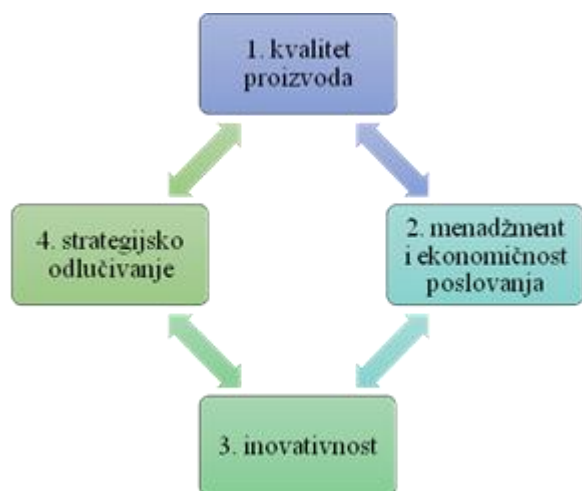 1. kvalitet
proizvoda
2. menadžment
i ekonomičnost
poslovanja
3. inovativnost
4. strategijsko
odlučivanje